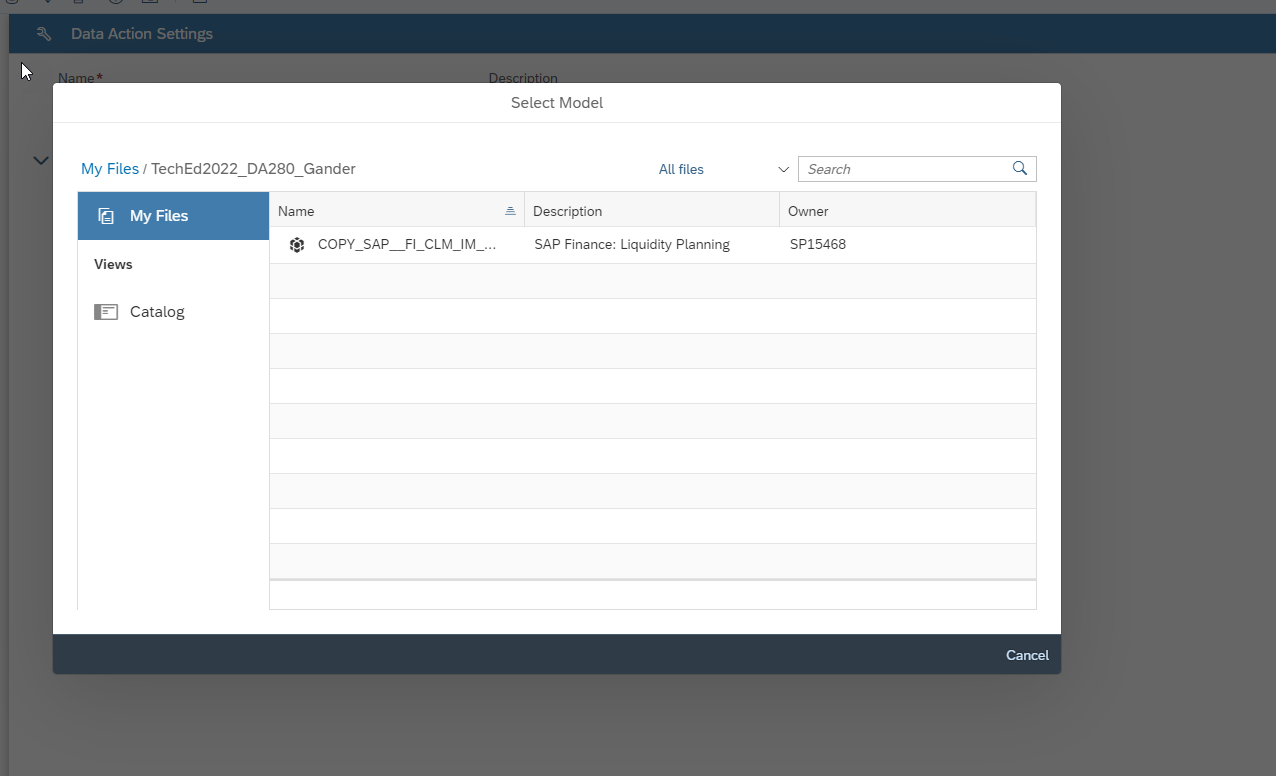 Data Action Settings
Name* Description
Select Model
My Files / TechEd2022_DA280_Gander All files Search
My Files
Name Description Owner
COPY_SAP__FI_CLM_IM_... SAP Finance: Liquidity Planning SP15468
Views
Catalog
Cancel